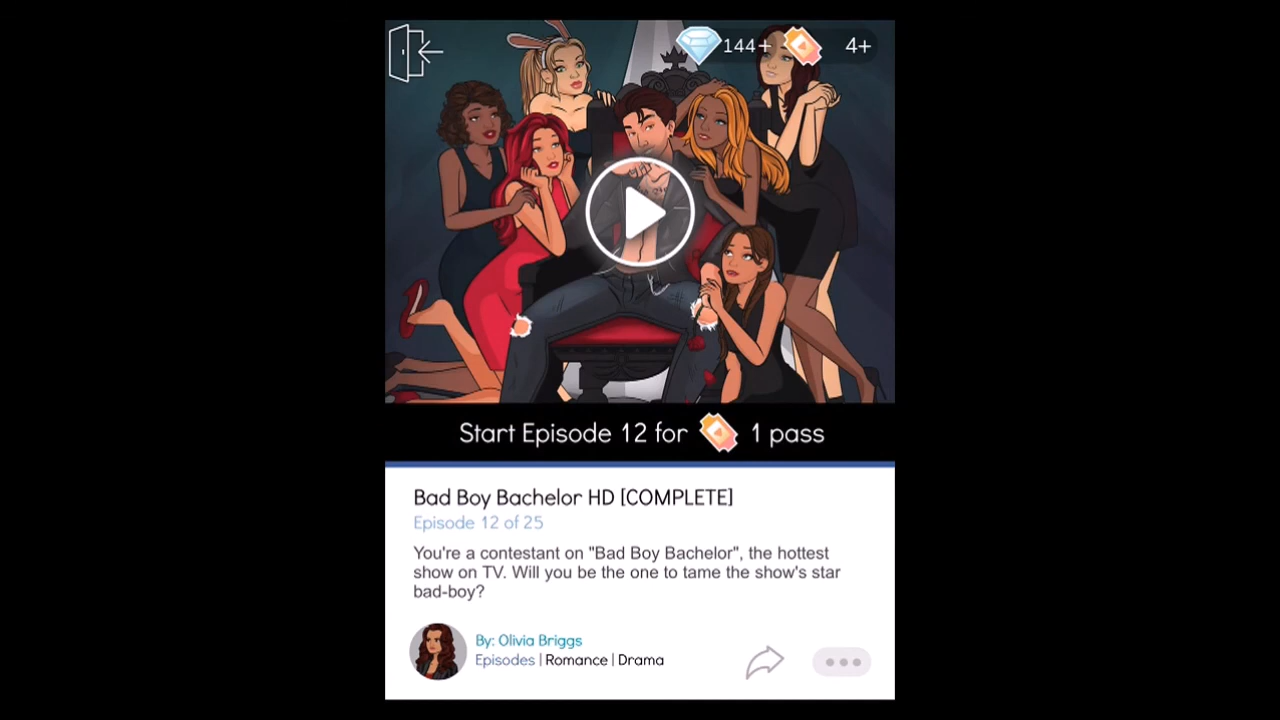 144+ 4+
Start Episode 12 for 1 pass
Bad Boy Bachelor HD [COMPLETE]
Episode 12 of 25
You're a contestant on "Bad Boy Bachelor", the hottest
show on TV. Will you be the one to tame the show's star
bad-boy?
By: Olivia Briggs
Episodes | Romance | Drama